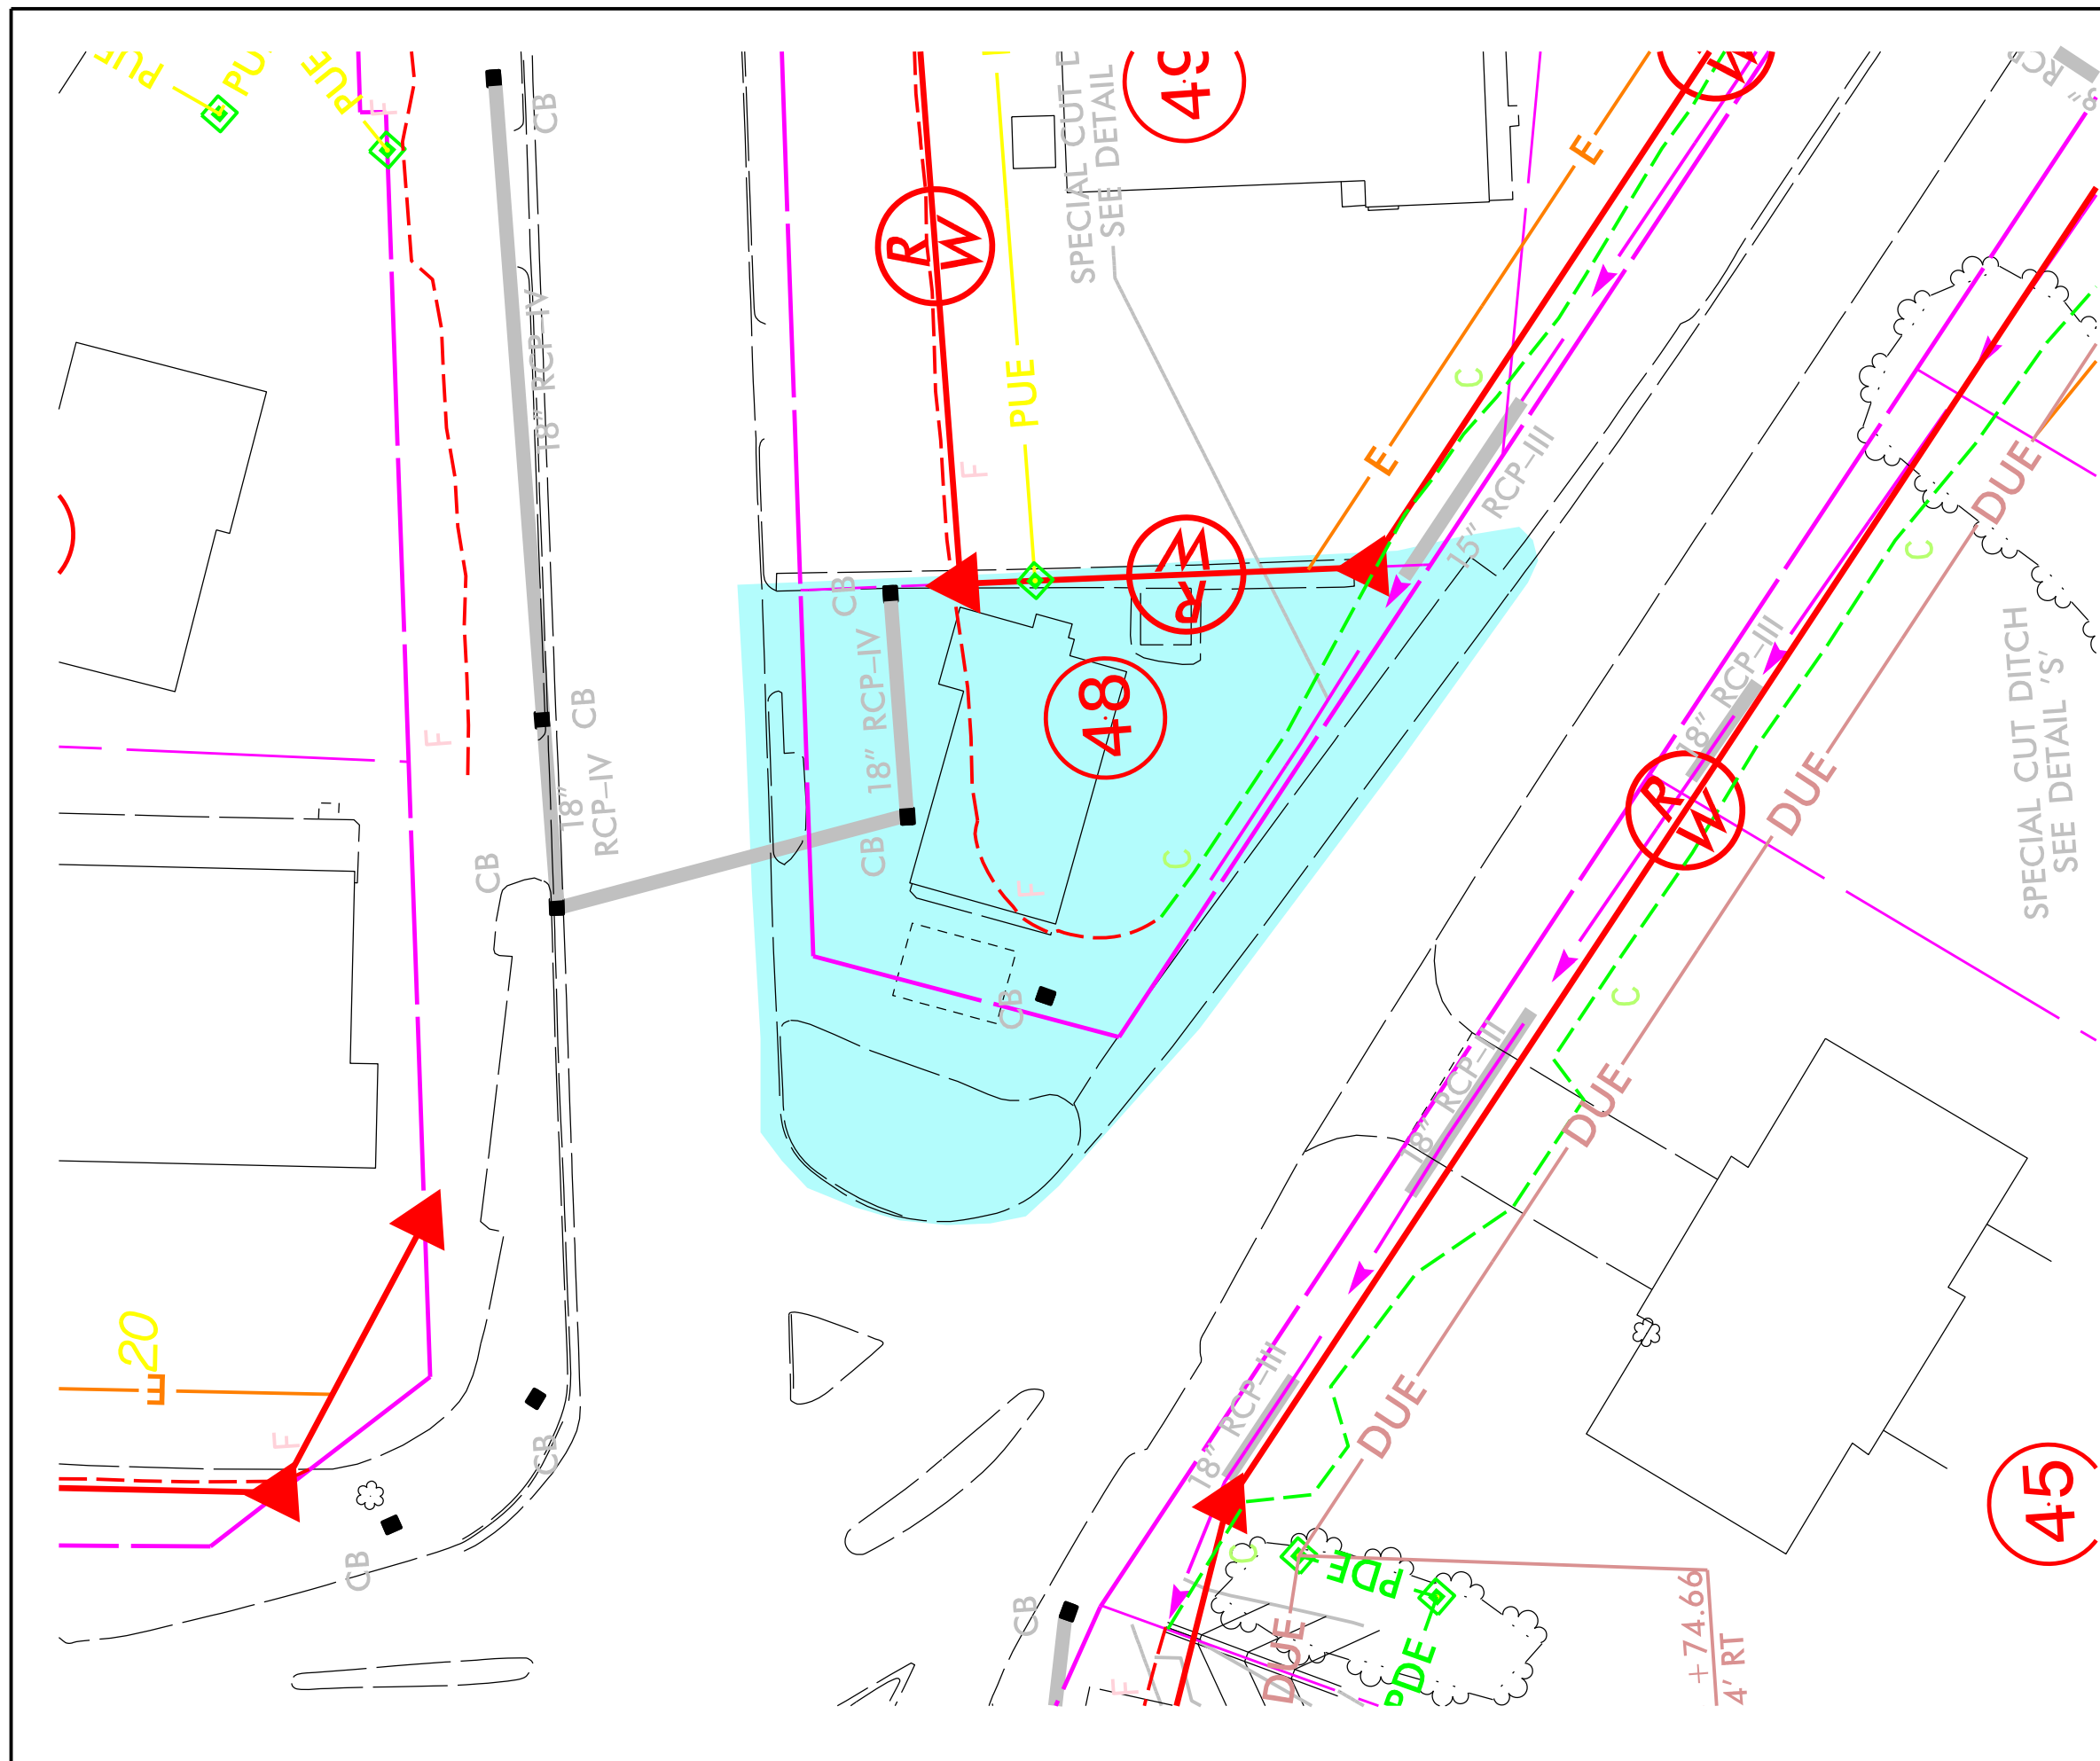 PUE
PUE
PUE
F
CB
18" RCP-IV
SPECIAL CUT D
SEE DETAIL
49
R
W
PUE
F
E
E
C
R
W
15" RCP-III
CB
18" RCP-IV
CB
48
F
C
CB
F
CB
18"
RCP-IV
CB
18" RCP-III
R
W
DUE
DUE
C
SPECIAL CUT DITCH
SEE DETAIL 'S'
C
18" RCP-III
DUE
DUE
18" RCP-III
20
E
F
CB
CB
CB
C
F
PDE
PDE
DUE
+74.66
4' RT
45